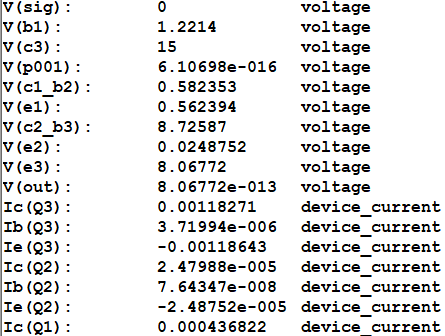 V(sig): 0 voltage
V(b1): 1.2214 voltage
V(c3): 15 voltage
V(p001): 6.10698e-016 voltage
V(c1_b2): 0.582353 voltage
V(e1): 0.562394 voltage
V(c2_b3): 8.72587 voltage
V(e2): 0.0248752 voltage
V(e3): 8.06772 voltage
V(out): 8.06772e-013 voltage
Ic(Q3): 0.00118271 device_current
Ib(Q3): 3.71994e-006 device_current
Ie(Q3): -0.00118643 device_current
Ic(Q2): 2.47988e-005 device_current
Ib(Q2): 7.64347e-008 device_current
Ie(Q2): -2.48752e-005 device_current
Ic(Q1): 0.000436822 device_current